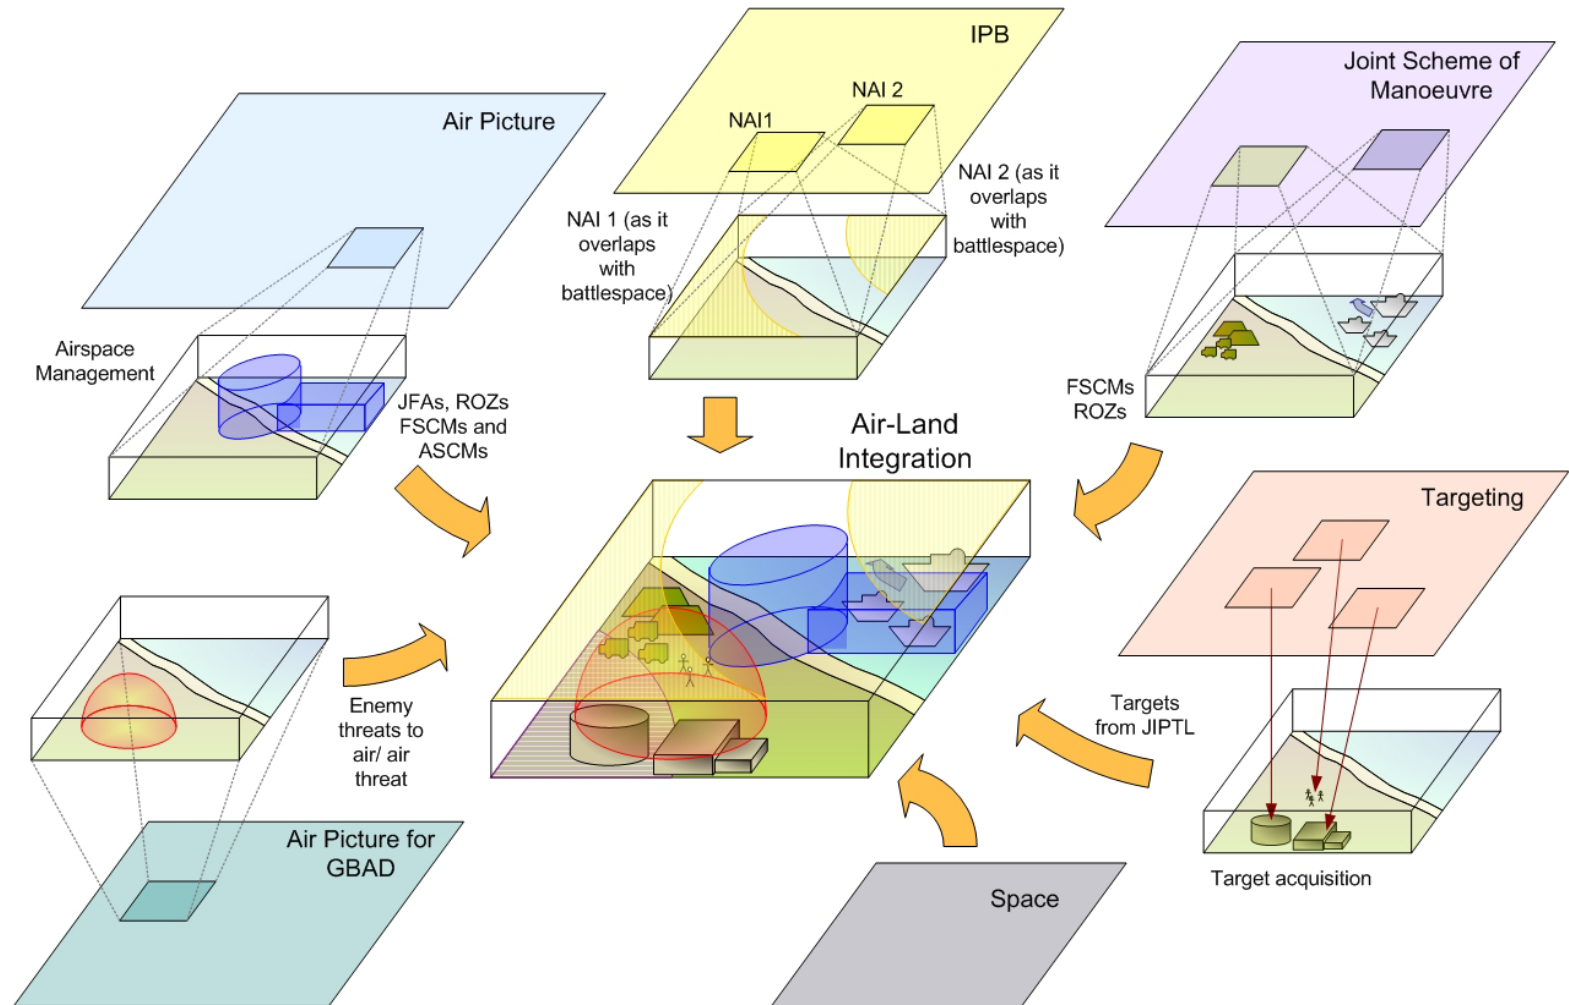 IPB
NAI 2
NAI1
Air Picture
Joint Scheme of
Manoeuvre
NAI 1 (as it
overlaps
with
battlespace)
NAI 2 (as it
overlaps
with
battlespace)
Airspace
Management
JFAs, ROZs
FSCMs and
ASCMs
FSCMs
ROZs
Air-Land
Integration
Targeting
Enemy
threats to
air/ air
threat
Targets
from JIPTL
Target acquisition
Air Picture for
GBAD
Space